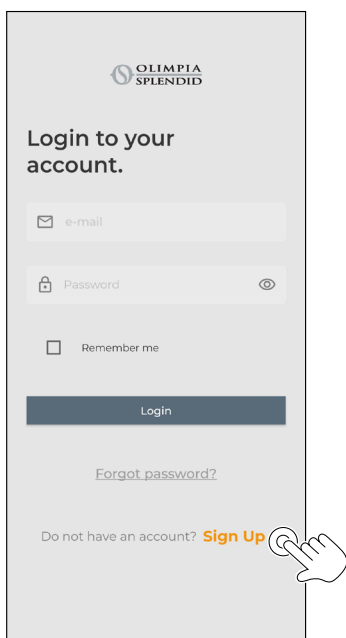 OLIMPIA
SPLENDID
Login to your
account.
e-mail
Password
Remember me
Login
Forgot password?
Do not have an account? Sign Up